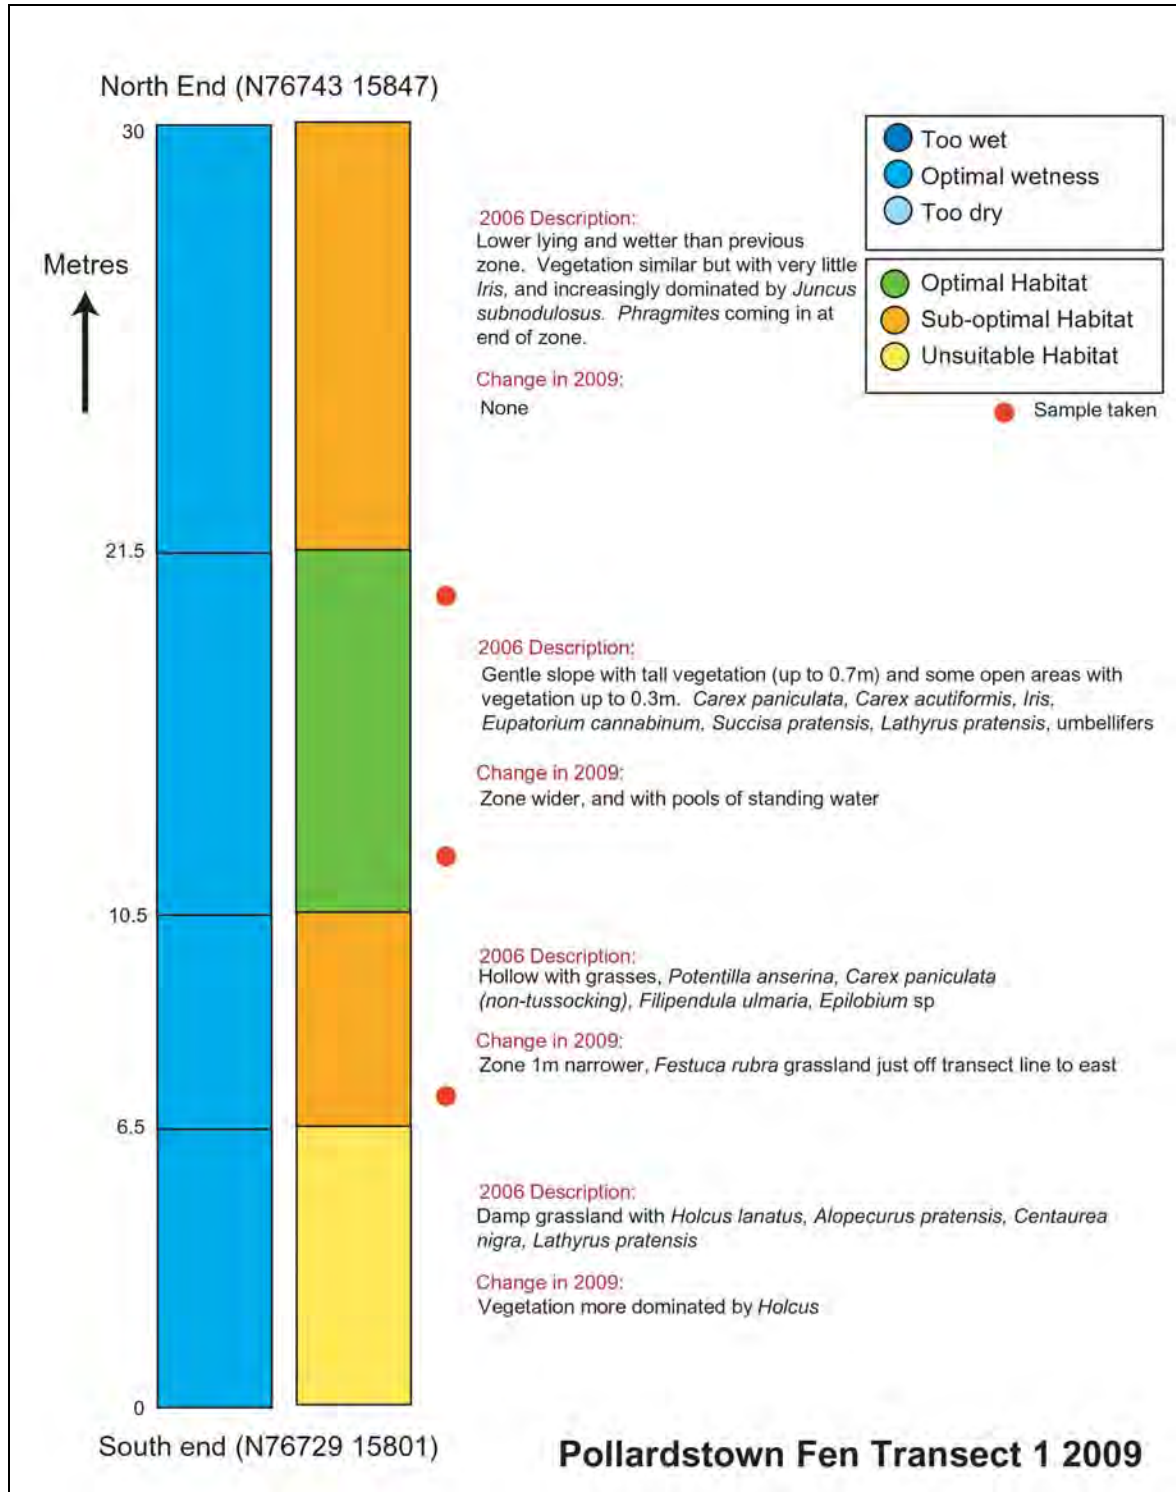 North End (N76743 15847)
30
Metres
21.5
10.5
6.5
0
South end (N76729 15801)
Too wet
Optimal wetness
Too dry
Optimal Habitat
Sub-optimal Habitat
Unsuitable Habitat
Sample taken
2006 Description:
Lower lying and wetter than previous
zone. Vegetation similar but with very little
Iris, and increasingly dominated by Juncus
subnodulosus. Phragmites coming in at
end of zone.
Change in 2009:
None
2006 Description:
Gentle slope with tall vegetation (up to 0.7m) and some open areas with
vegetation up to 0.3m. Carex paniculata, Carex acutiformis, Iris,
Eupatorium cannabinum, Succisa pratensis, Lathyrus pratensis, umbellifers
Change in 2009:
Zone wider, and with pools of standing water
2006 Description:
Hollow with grasses, Potentilla anserina, Carex paniculata
(non-tussocking), Filipendula ulmaria, Epilobium sp
Change in 2009:
Zone 1m narrower, Festuca rubra grassland just off transect line to east
2006 Description:
Damp grassland with Holcus lanatus, Alopecurus pratensis, Centaurea
nigra, Lathyrus pratensis
Change in 2009:
Vegetation more dominated by Holcus
Pollardstown Fen Transect 1 2009